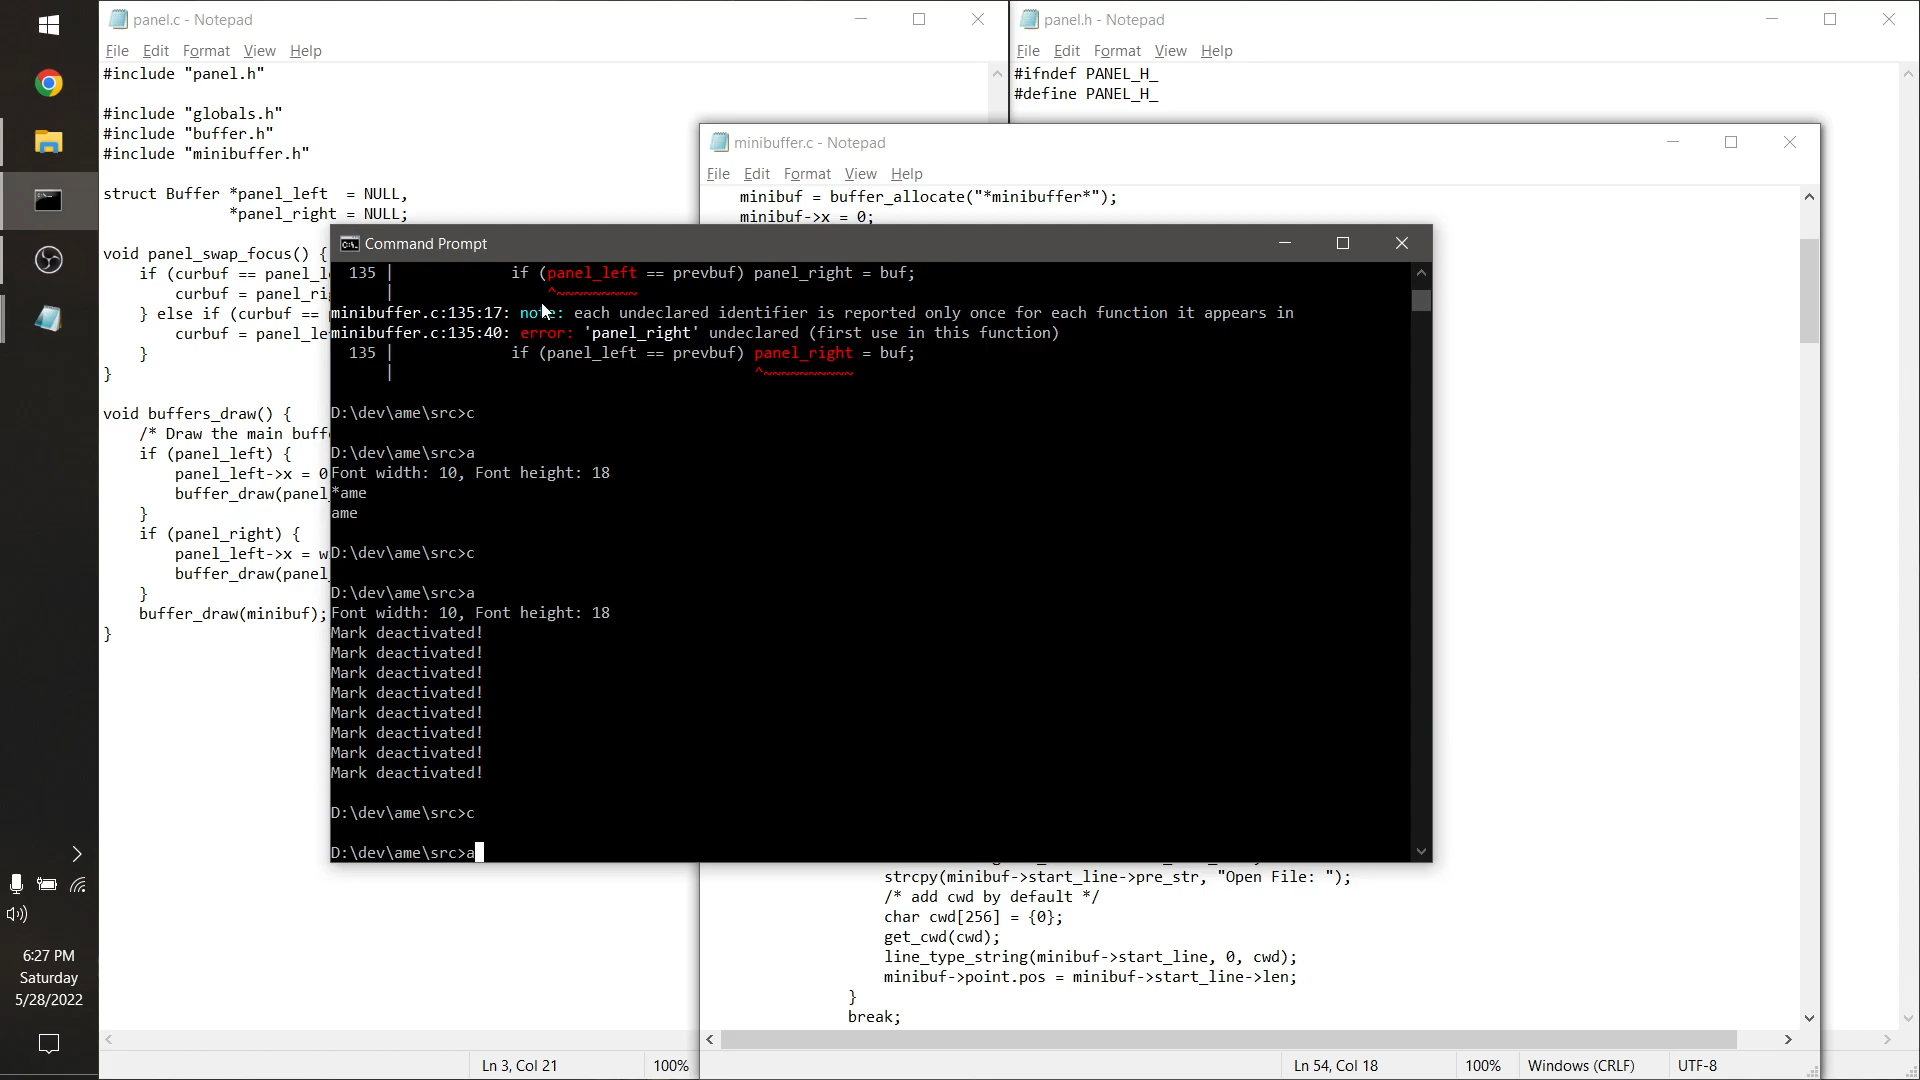 panel.c - Notepad
File Edit Format View Help
#include "panel.h"
#include "globals.h"
#include "buffer.h"
#include "minibuffer.h"
struct Buffer *panel_left = NULL,
*panel_right = NULL;
void panel_swap_focus() {
if (curbuf == panel_l
curbuf = panel_ri
} else if (curbuf ==
curbuf = panel_le
}
}
void buffers_draw() {
/* Draw the main buff
if (panel_left) {
panel_left->x = 0
buffer_draw(panel_
}
if (panel_right) {
panel_left->x = w
buffer_draw(panel_
}
buffer_draw(minibuf);
}
Ln 3, Col 21
100%
panel.h - Notepad
File Edit Format View Help
#ifndef PANEL_H_
#define PANEL_H_
minibuffer.c - Notepad
File Edit Format View Help
minibuf = buffer_allocate("*minibuffer*");
minibuf->x = 0;
Command Prompt
135 | if (panel_left == prevbuf) panel_right = buf;
| ^~~~~~~~~~
minibuffer.c:135:17: note: each undeclared identifier is reported only once for each function it appears in
minibuffer.c:135:40: error: 'panel_right' undeclared (first use in this function)
135 | if (panel_left == prevbuf) panel_right = buf;
| ^~~~~~~~~~~
D:\dev\ame\src>c
D:\dev\ame\src>a
Font width: 10, Font height: 18
*ame
ame
D:\dev\ame\src>c
D:\dev\ame\src>a
Font width: 10, Font height: 18
Mark deactivated!
Mark deactivated!
Mark deactivated!
Mark deactivated!
Mark deactivated!
Mark deactivated!
Mark deactivated!
Mark deactivated!
D:\dev\ame\src>c
D:\dev\ame\src>a
strcpy(minibuf->start_line->pre_str, "Open File: ");
/* add cwd by default */
char cwd[256] = {0};
get_cwd(cwd);
line_type_string(minibuf->start_line, 0, cwd);
minibuf->point.pos = minibuf->start_line->len;
}
break;
Ln 54, Col 18
100%
Windows (CRLF)
UTF-8
6:27 PM
Saturday
5/28/2022